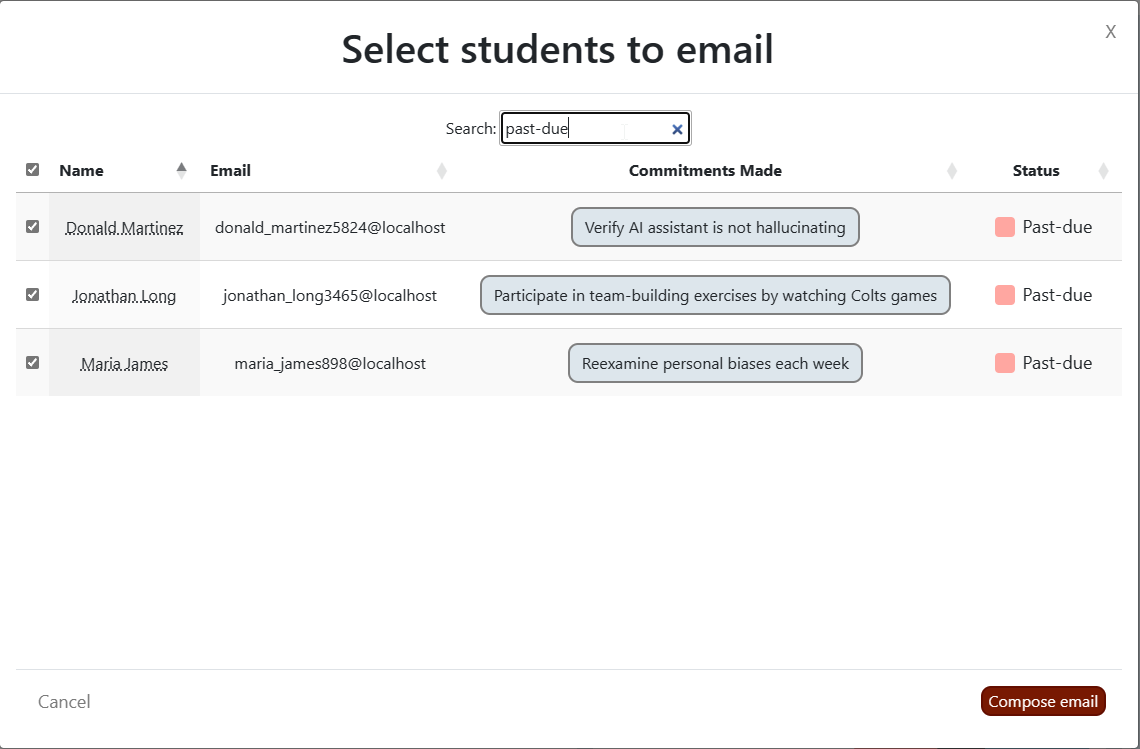 Select students to email
X
Search: past-due ×
Name Email Commitments Made Status
Donald Martinez donald_martinez5824@localhost Verify AI assistant is not hallucinating Past-due
Jonathan Long jonathan_long3465@localhost Participate in team-building exercises by watching Colts games Past-due
Maria James maria_james898@localhost Reexamine personal biases each week Past-due
Cancel Compose email